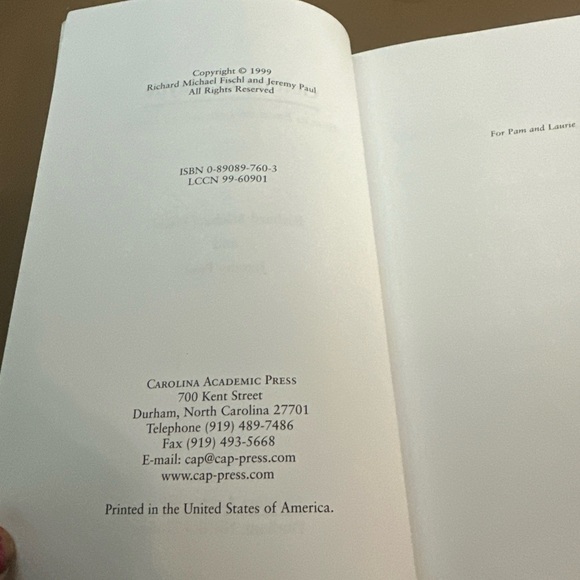 Copyright © 1999
Richard Michael Fischl and Jeremy Paul
All Rights Reserved
ISBN 0-89089-760-3
LCCN 99-60901
CAROLINA ACADEMIC PRESS
700 Kent Street
Durham, North Carolina 27701
Telephone (919) 489-7486
Fax (919) 493-5668
E-mail: cap@cap-press.com
www.cap-press.com
Printed in the United States of America.
For Pam and Laurie